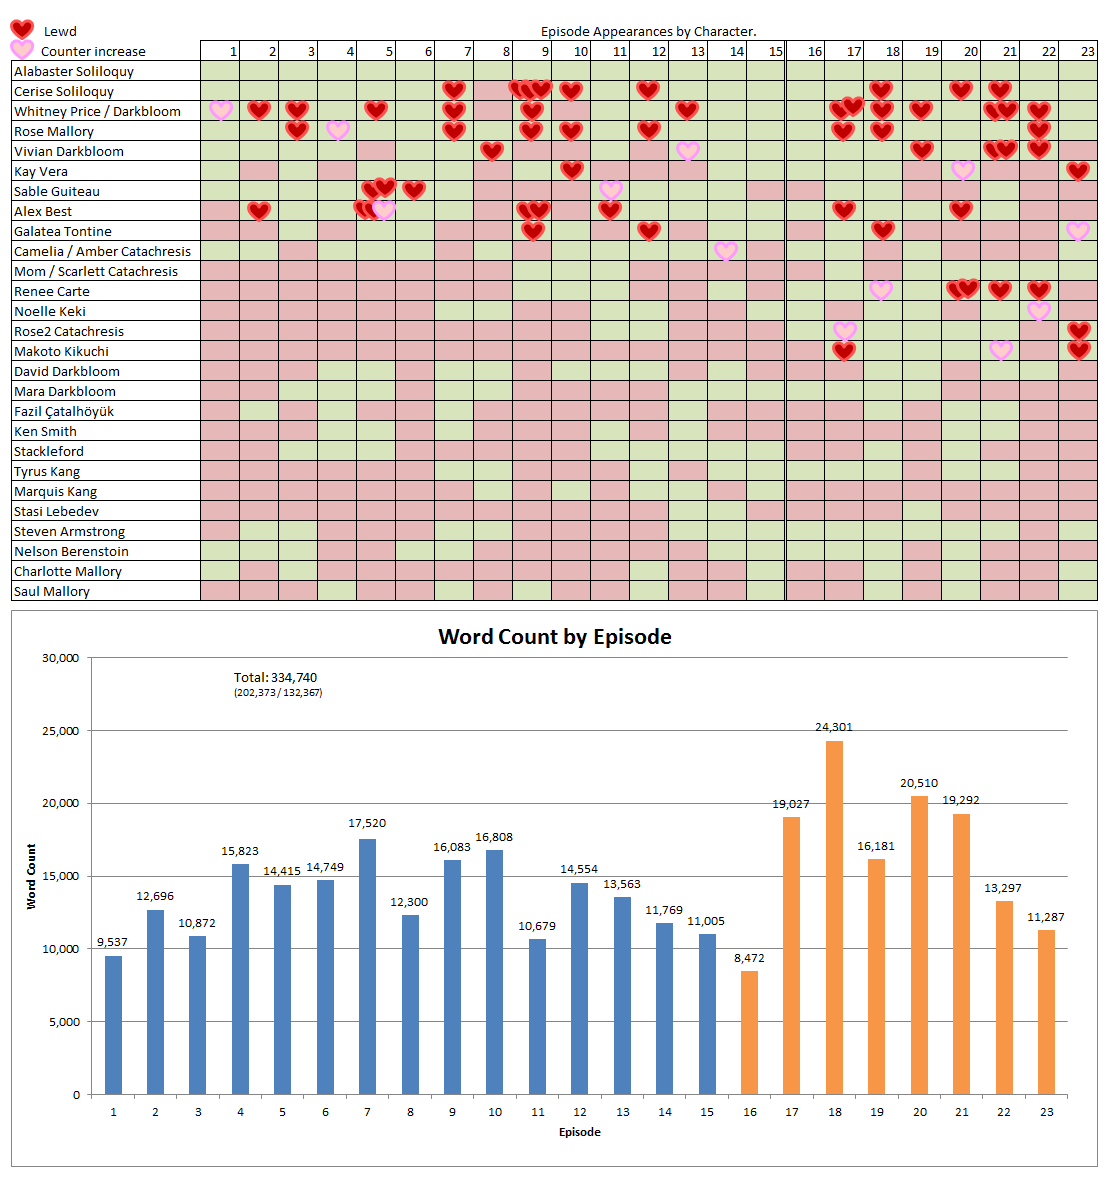 Lewd
Episode Appearances by Character.
Counter increase
1 2 3 4 5 6 7 8 9 10 11 12 13 14 15 16 17 18 19 20 21 22 23
Alabaster Soliloquy
Cerise Soliloquy
Whitney Price / Darkbloom
Rose Mallory
Vivian Darkbloom
Kay Vera
Sable Guiteau
Alex Best
Galatea Tontine
Camelia / Amber Catachresis
Mom / Scarlett Catachresis
Renee Carte
Noelle Keki
Rose2 Catachresis
Makoto Kikuchi
David Darkbloom
Mara Darkbloom
Fazil Çatalhöyük
Ken Smith
Stackleford
Tyrus Kang
Marquis Kang
Stasi Lebedev
Steven Armstrong
Nelson Berenstoin
Charlotte Mallory
Saul Mallory
Word Count by Episode
30,000
Total: 334,740
(202,373 / 132,367)
25,000
24,301
20,000
20,510
19,292
19,027
17,520
16,808
16,083
16,181
15,823
15,000
14,415
14,749
14,554
13,563
13,297
12,696
12,300
11,769
11,287
11,005
10,872
10,679
10,000
9,537
8,472
5,000
0
Word Count
1 2 3 4 5 6 7 8 9 10 11 12 13 14 15 16 17 18 19 20 21 22 23
Episode